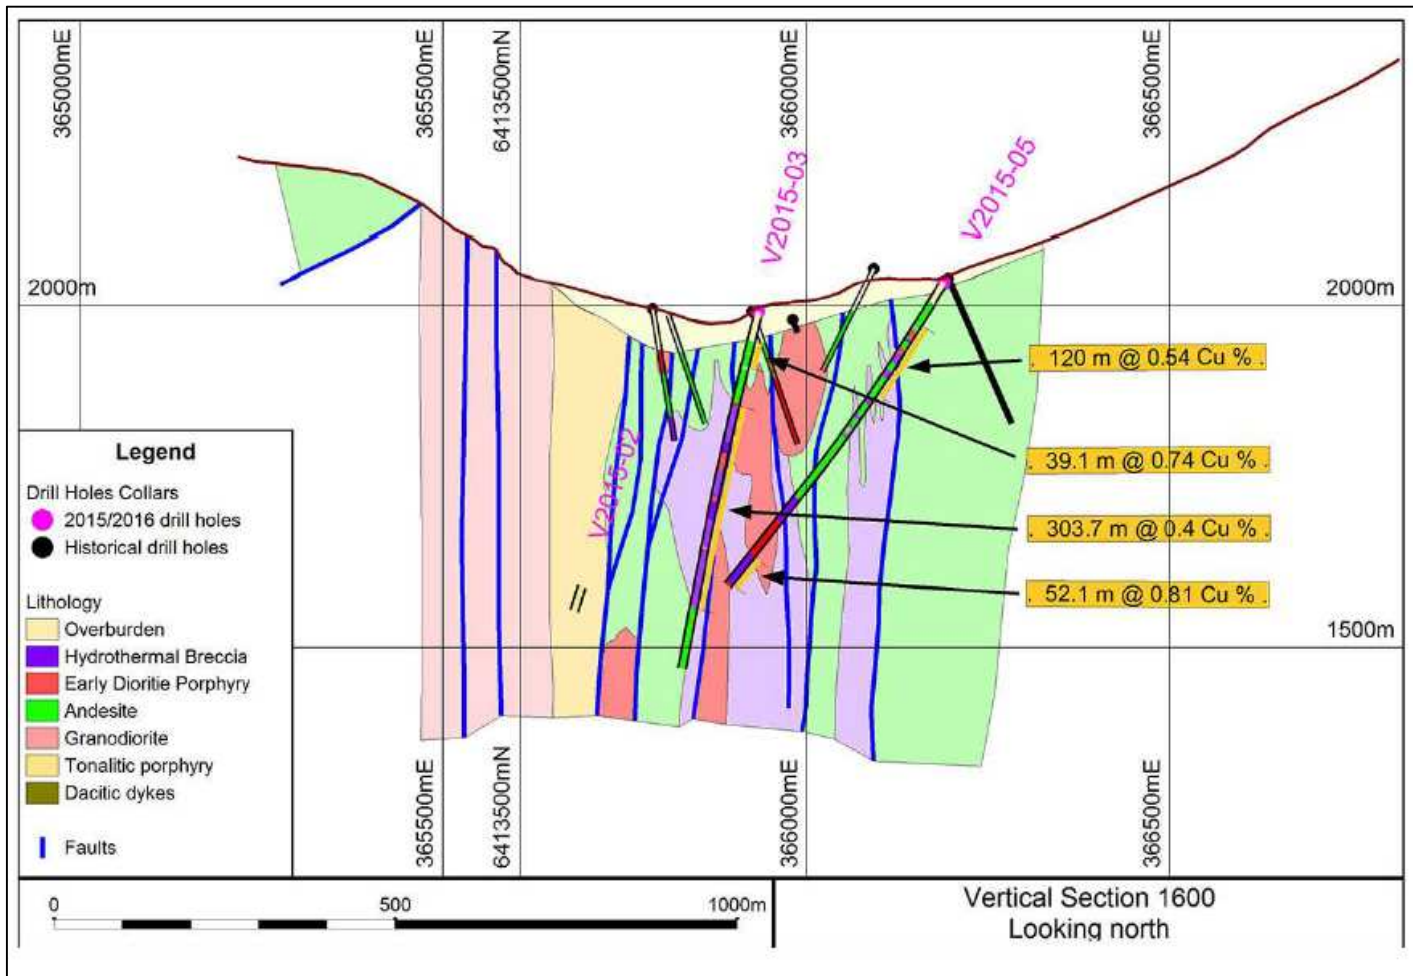 365000mE
365500mE
6413500mN
366000mE
366500mE
V2015-03
V2015-05
2000m
2000m
. 120 m @ 0.54 Cu % .
. 39.1 m @ 0.74 Cu % .
. 303.7 m @ 0.4 Cu % .
. 52.1 m @ 0.81 Cu % .
V2015-02
1500m
Legend
Drill Holes Collars
2015/2016 drill holes
Historical drill holes
Lithology
Overburden
Hydrothermal Breccia
Early Dioritie Porphyry
Andesite
Granodiorite
Tonalitic porphyry
Dacitic dykes
Faults
365500mE
6413500mN
366000mE
366500mE
0
500
1000m
Vertical Section 1600
Looking north